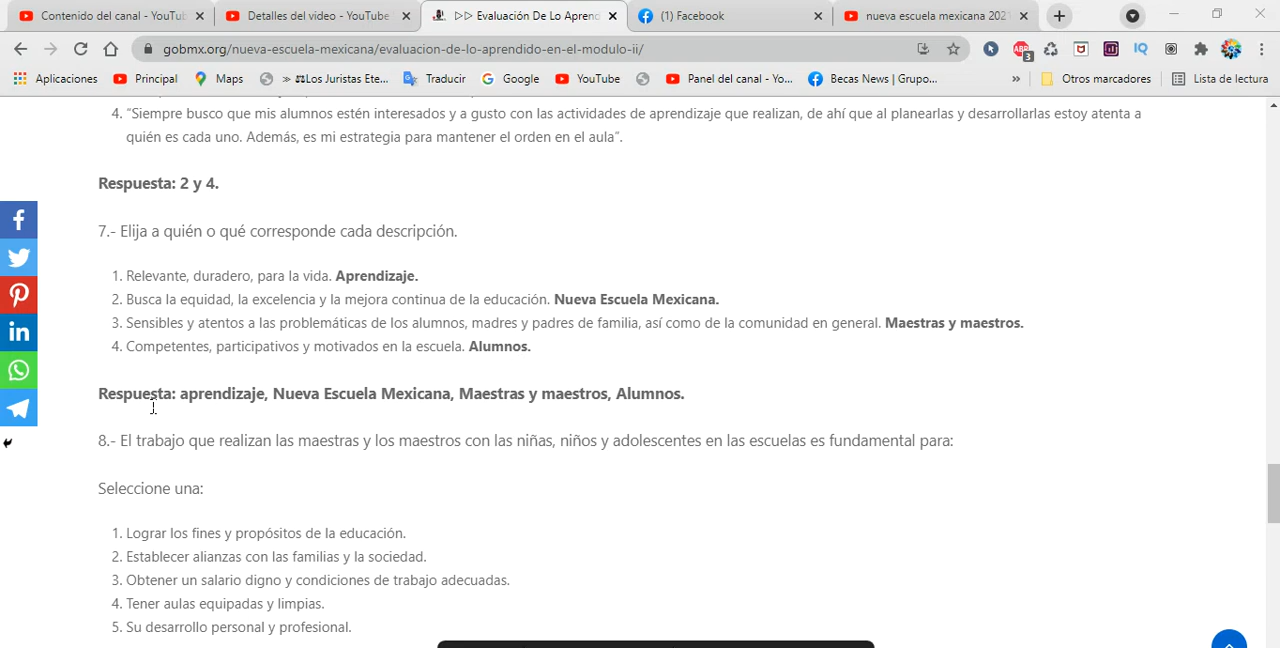 Contenido del canal - YouTu
Detalles del video - YouTube
▷▷ Evaluación De Lo Aprend
(1) Facebook
nueva escuela mexicana 2021
gobmx.org/nueva-escuela-mexicana/evaluacion-de-lo-aprendido-en-el-modulo-ii/
Aplicaciones Principal Maps » ⚖Los Juristas Ete... Traducir Google YouTube Panel del canal - Yo... Becas News | Grupo... » Otros marcadores Lista de lectura
4. “Siempre busco que mis alumnos estén interesados y a gusto con las actividades de aprendizaje que realizan, de ahí que al planearlas y desarrollarlas estoy atenta a
quién es cada uno. Además, es mi estrategia para mantener el orden en el aula”.
Respuesta: 2 y 4.
7.- Elija a quién o qué corresponde cada descripción.
1. Relevante, duradero, para la vida. Aprendizaje.
2. Busca la equidad, la excelencia y la mejora continua de la educación. Nueva Escuela Mexicana.
3. Sensibles y atentos a las problemáticas de los alumnos, madres y padres de familia, así como de la comunidad en general. Maestras y maestros.
4. Competentes, participativos y motivados en la escuela. Alumnos.
Respuesta: aprendizaje, Nueva Escuela Mexicana, Maestras y maestros, Alumnos.
8.- El trabajo que realizan las maestras y los maestros con las niñas, niños y adolescentes en las escuelas es fundamental para:
Seleccione una:
1. Lograr los fines y propósitos de la educación.
2. Establecer alianzas con las familias y la sociedad.
3. Obtener un salario digno y condiciones de trabajo adecuadas.
4. Tener aulas equipadas y limpias.
5. Su desarrollo personal y profesional.